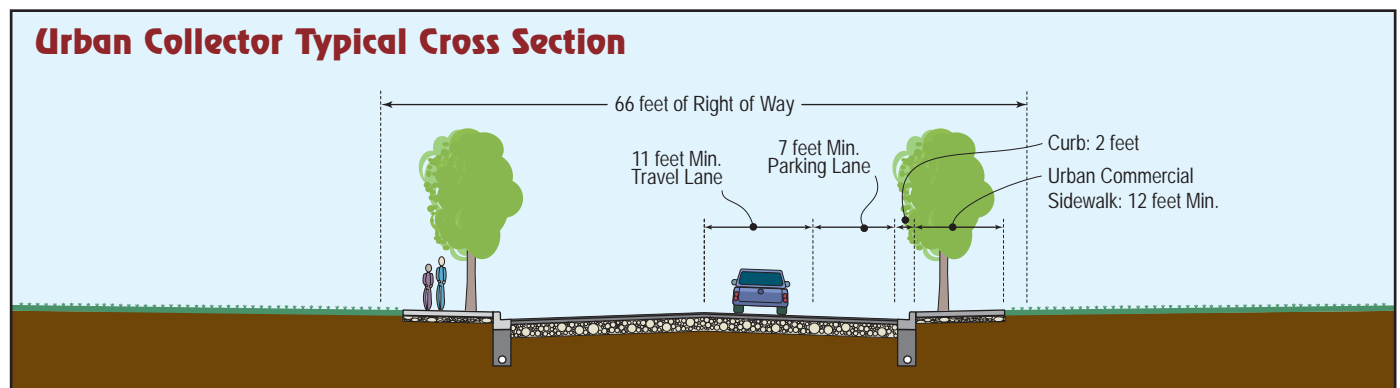 Urban Collector Typical Cross Section
66 feet of Right of Way
11 feet Min.
Travel Lane
7 feet Min.
Parking Lane
Curb: 2 feet
Urban Commercial
Sidewalk: 12 feet Min.